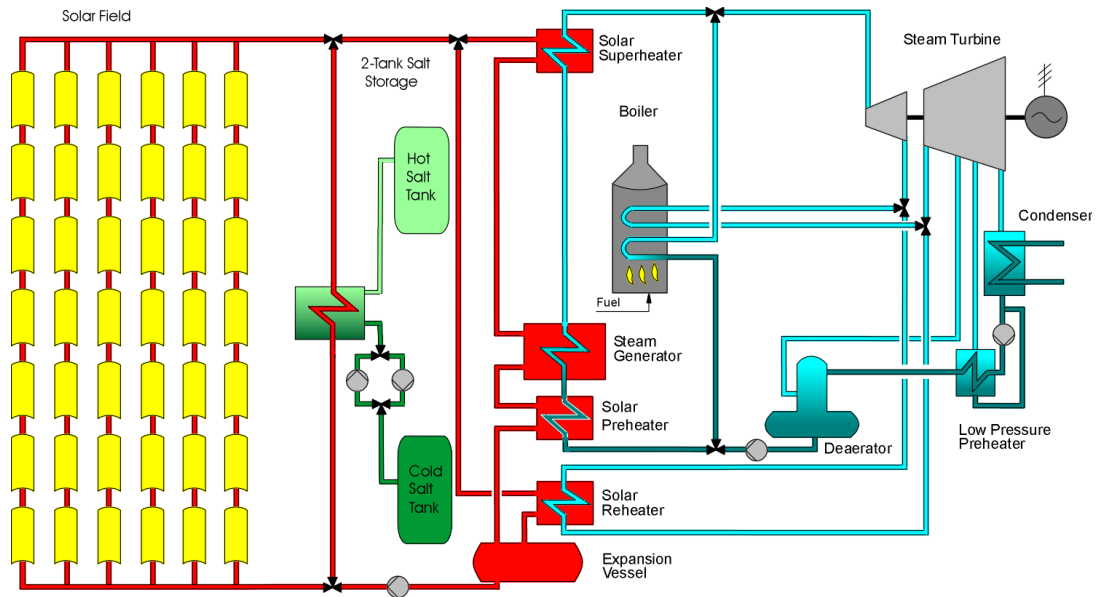 Solar Field
2-Tank Salt
Storage
Hot
Salt
Tank
Cold
Salt
Tank
Solar
Superheater
Boiler
Fuel
Steam
Generator
Solar
Preheater
Solar
Reheater
Expansion
Vessel
Steam Turbine
Condenser
Low Pressure
Preheater
Deaerator